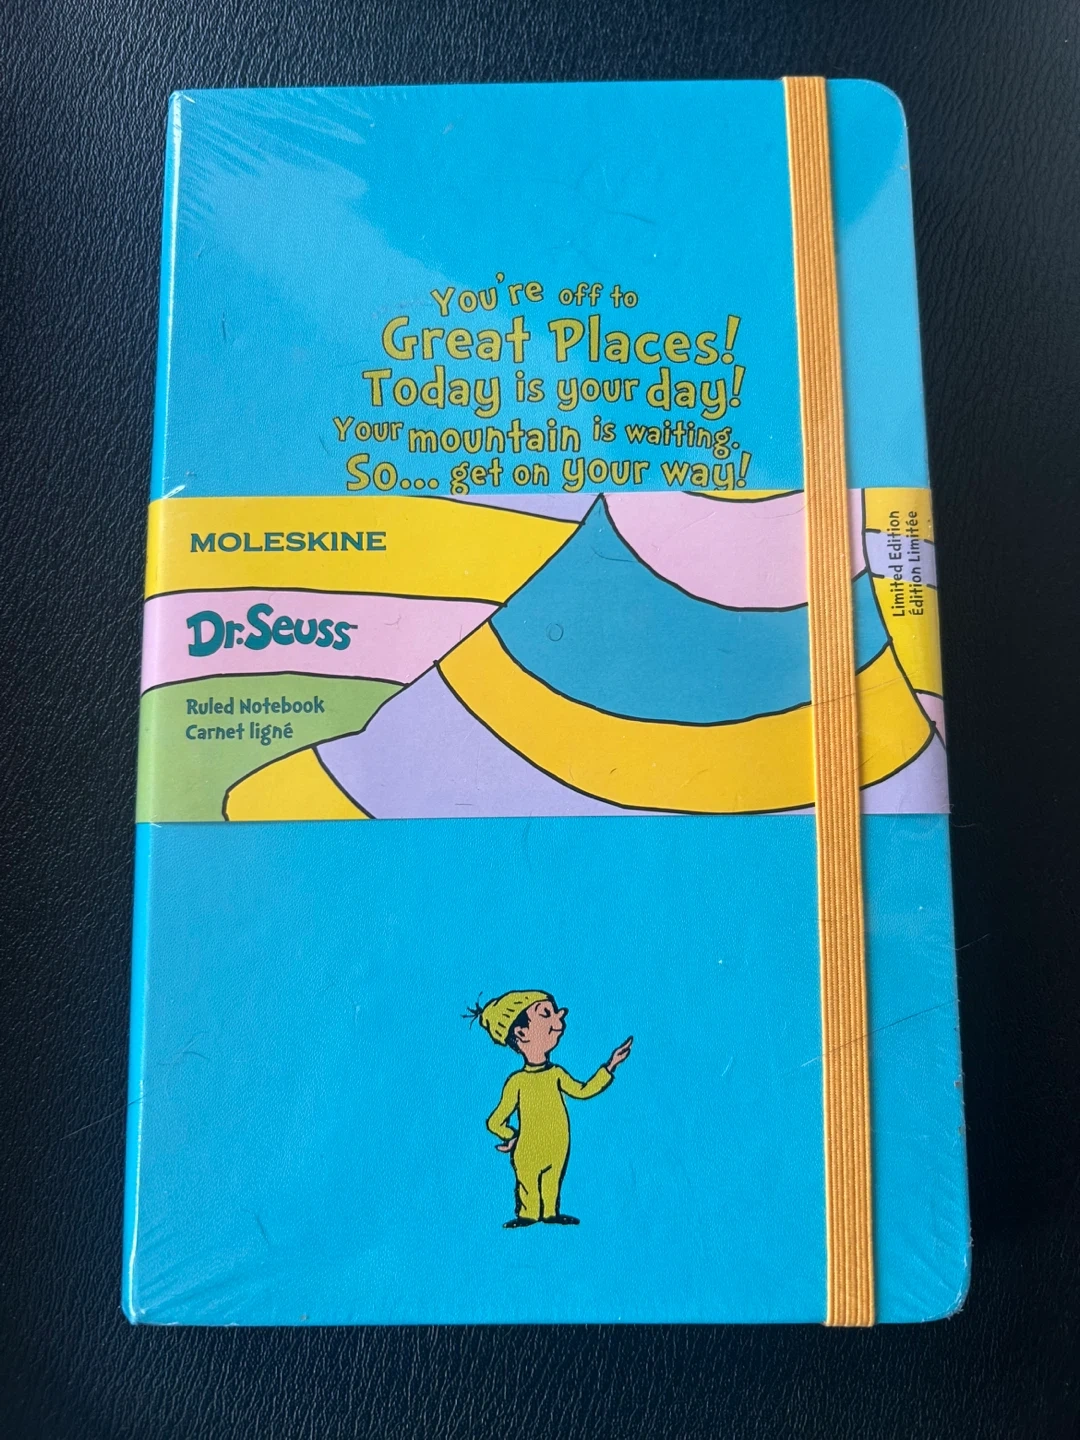 You're off to
Great Places!
Today is your day!
Your mountain is waiting.
So... get on your way!
MOLESKINE
Dr. Seuss
Ruled Notebook
Carnet ligné
Limited Edition
Édition Limitée